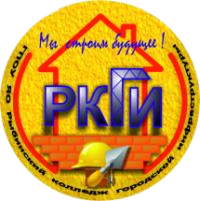 Мы строим будущее !
РКГИ
ГПОУ ЯО Рыбинский колледж городской инфраструктуры